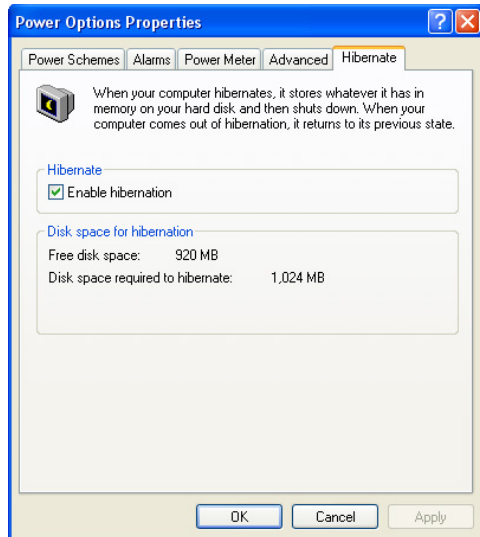 Power Options Properties
Power Schemes Alarms Power Meter Advanced Hibernate
When your computer hibernates, it stores whatever it has in
memory on your hard disk and then shuts down. When your
computer comes out of hibernation, it returns to its previous state.
Hibernate
Enable hibernation
Disk space for hibernation
Free disk space: 920 MB
Disk space required to hibernate: 1,024 MB
OK Cancel Apply